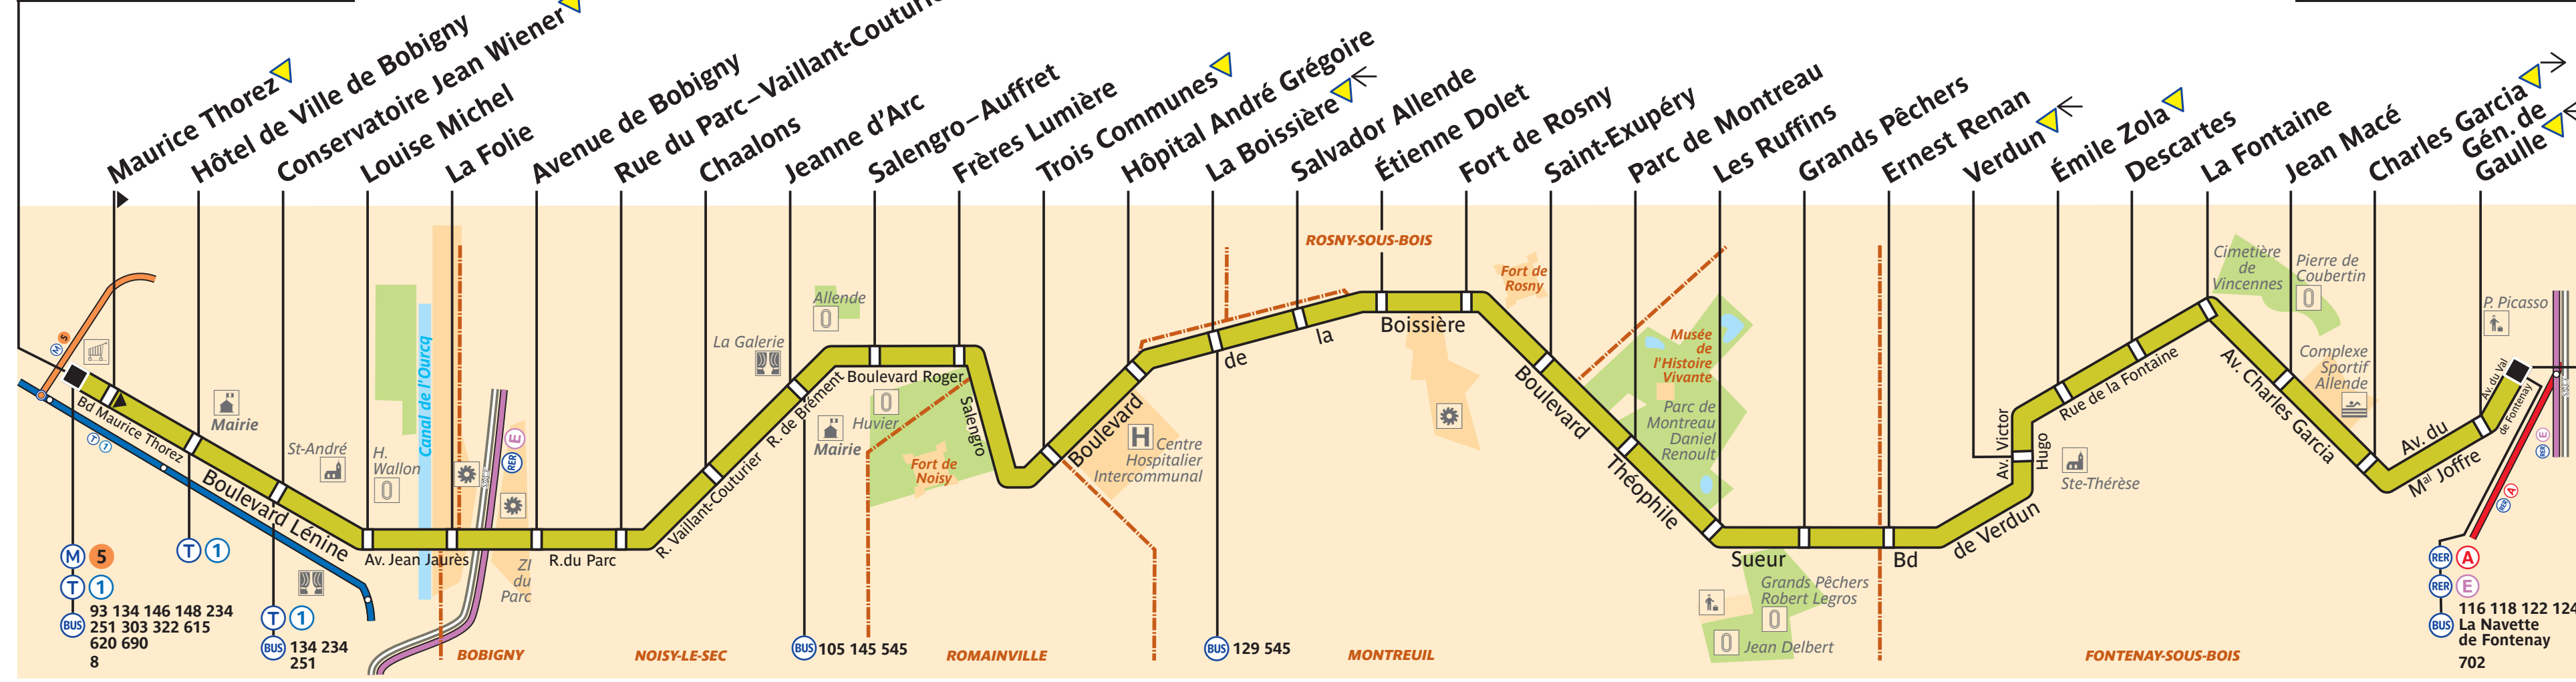 Maurice Thorez
Hôtel de Ville de Bobigny
Conservatoire Jean Wiener
Louise Michel
La Folie
Avenue de Bobigny
Rue du Parc–Vaillant-Couturie
Chaalons
Jeanne d'Arc
Salengro–Auffret
Frères Lumière
Trois Communes
Hôpital André Grégoire
La Boissière
Salvador Allende
Étienne Dolet
Fort de Rosny
Saint-Exupéry
Parc de Montreau
Les Ruffins
Grands Pêchers
Ernest Renan
Verdun
Émile Zola
Descartes
La Fontaine
Jean Macé
Charles Garcia
Gén. de
Gaulle
M 5
T 1
Bd Maurice Thorez
Mairie
Boulevard Lénine
St-André
H.
Wallon
Canal de l'Ourcq
Av. Jean Jaurès
RER E
ZI
du
Parc
R.du Parc
R. Vaillant-Couturier
La Galerie
R. de Brément
Allende
Boulevard Roger
Salengro
Huvier
Mairie
Fort de
Noisy
Boulevard
H
Centre
Hospitalier
Intercommunal
de
la
Boissière
ROSNY-SOUS-BOIS
Fort de
Rosny
Boulevard
Théophile
Sueur
Musée
de
l'Histoire
Vivante
Parc de
Montreau
Daniel
Renoult
Grands Pêchers
Robert Legros
Jean Delbert
Bd
de Verdun
Av. Victor
Hugo
Ste-Thérèse
Rue de la Fontaine
Cimetière
de
Vincennes
Pierre de
Coubertin
Av. Charles Garcia
Complexe
Sportif
Allende
Av. du
Mal Joffre
P. Picasso
Av. du Val
de Fontenay
RER E
RER A
M 5
T 1
BUS 93 134 146 148 234
251 303 322 615
620 690
8
T 1
T 1
BUS 134 234
251
BUS 105 145 545
BUS 129 545
RER A
RER E
BUS 116 118 122 124
La Navette
de Fontenay
702
BOBIGNY
NOISY-LE-SEC
ROMAINVILLE
MONTREUIL
FONTENAY-SOUS-BOIS